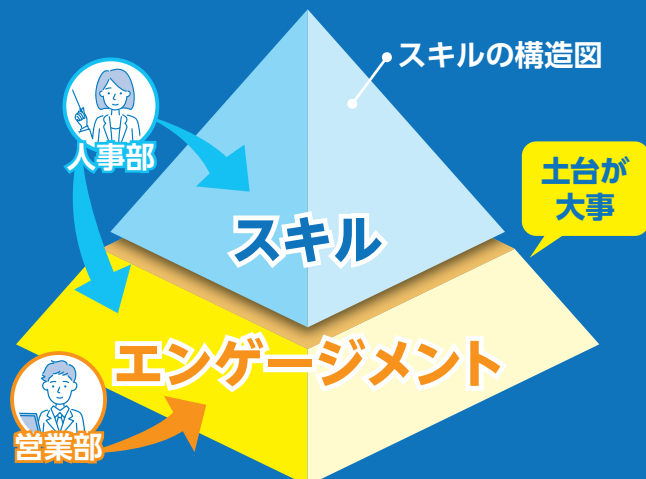 スキルの構造図
人事部
土台が
大事
スキル
エンゲージメント
営業部